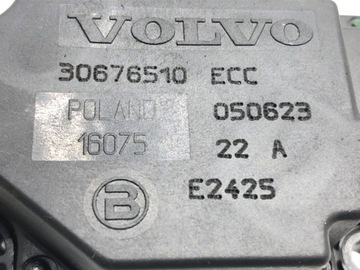 VOLVO
30676510 ECC
POLAND 050623
16075 22 A
B E2425